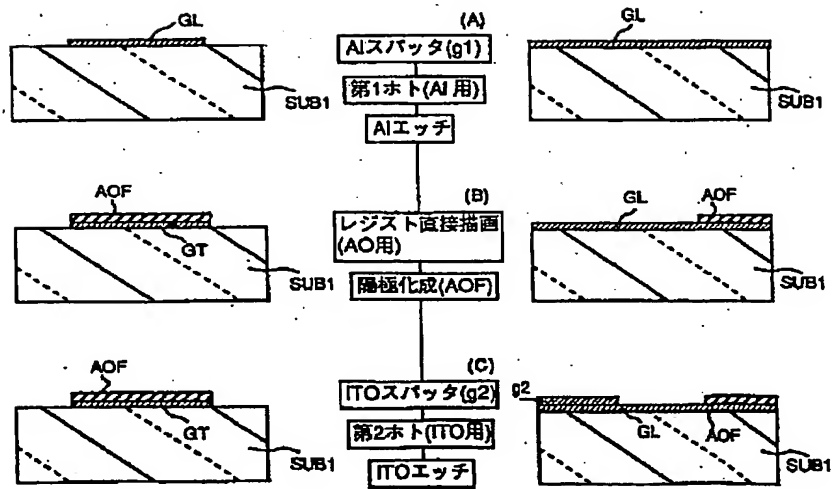 GL
SUB1
(A)
Alスパッタ(g1)
第1ホト(Al用)
Alエッチ
GL
SUB1
AOF
GT
SUB1
(B)
レジスト直接描画
(AO用)
陽極化成(AOF)
GL
AOF
SUB1
AOF
GT
SUB1
(C)
ITOスパッタ(g2)
第2ホト(ITO用)
ITOエッチ
g2
GL
AOF
SUB1